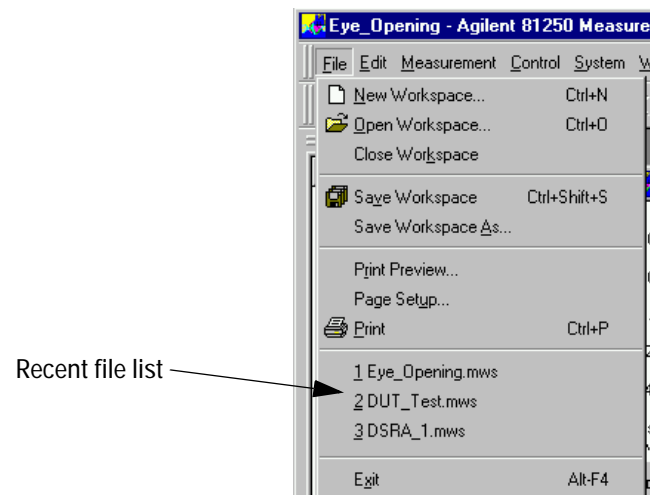 Eye_Opening - Agilent 81250 Measure
File Edit Measurement Control System W
New Workspace... Ctrl+N
Open Workspace... Ctrl+O
Close Workspace
Save Workspace Ctrl+Shift+S
Save Workspace As...
Print Preview...
Page Setup...
Print Ctrl+P
Recent file list
1 Eye_Opening.mws
2 DUT_Test.mws
3 DSRA_1.mws
Exit Alt-F4